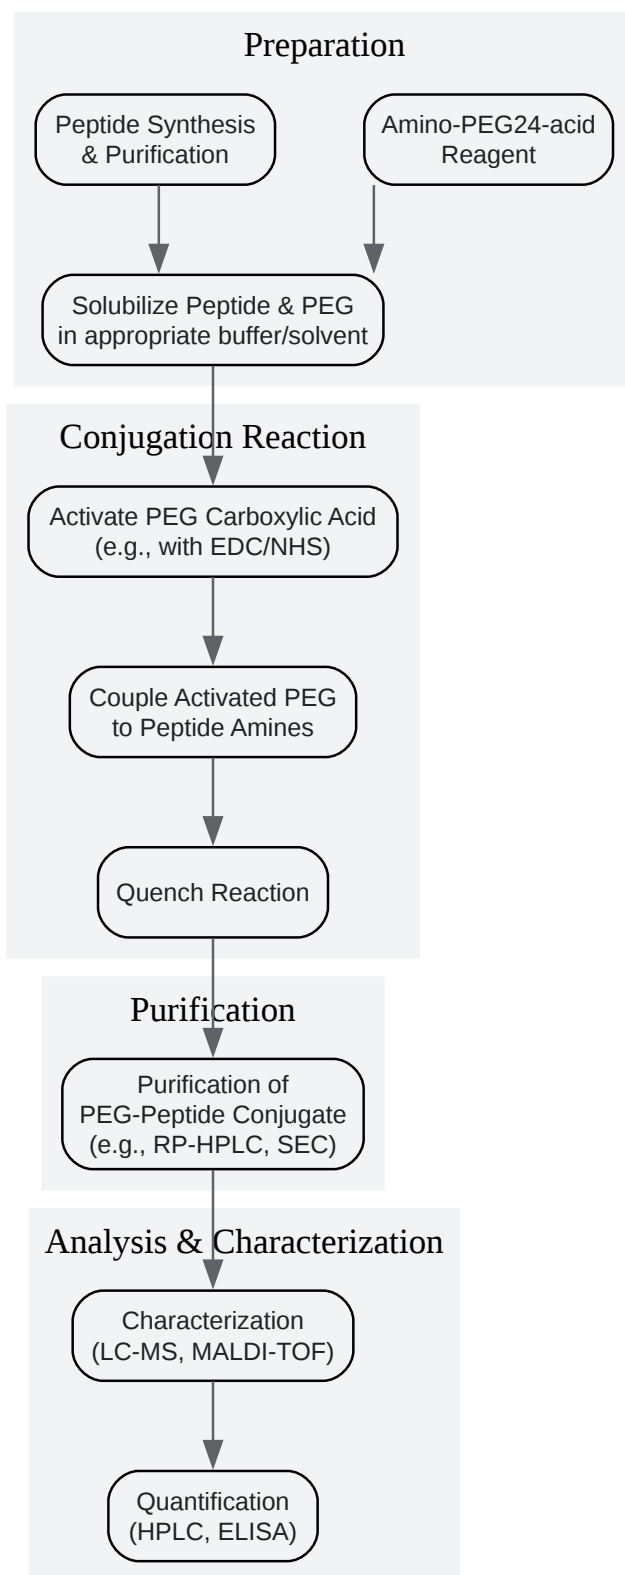 Preparation
Peptide Synthesis
& Purification
Amino-PEG24-acid
Reagent
Solubilize Peptide & PEG
in appropriate buffer/solvent
Conjugation Reaction
Activate PEG Carboxylic Acid
(e.g., with EDC/NHS)
Couple Activated PEG
to Peptide Amines
Quench Reaction
Purification
Purification of
PEG-Peptide Conjugate
(e.g., RP-HPLC, SEC)
Analysis & Characterization
Characterization
(LC-MS, MALDI-TOF)
Quantification
(HPLC, ELISA)